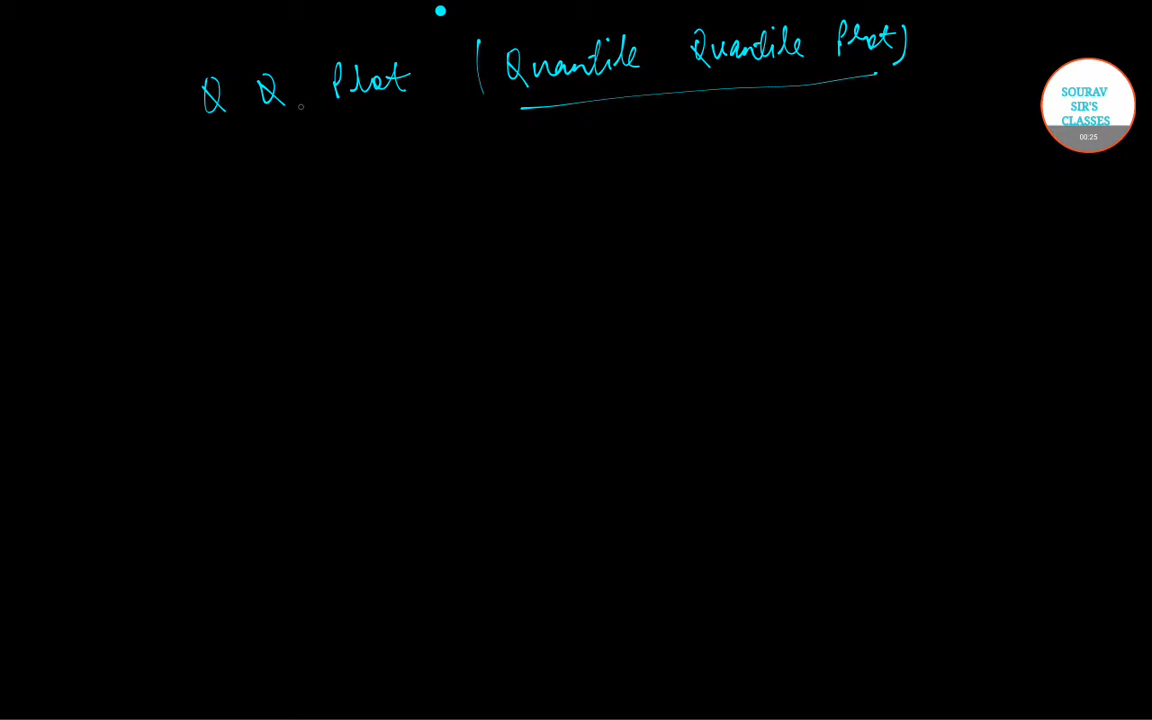 Q Q Plot (Quantile Quantile Plot)
SOURAV
SIR'S
CLASSES
00:25